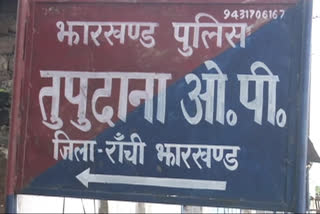 9431706167
झारखण्ड पुलिस
तुपुदाना ओ.पी.
जिला-राँची झारखण्ड